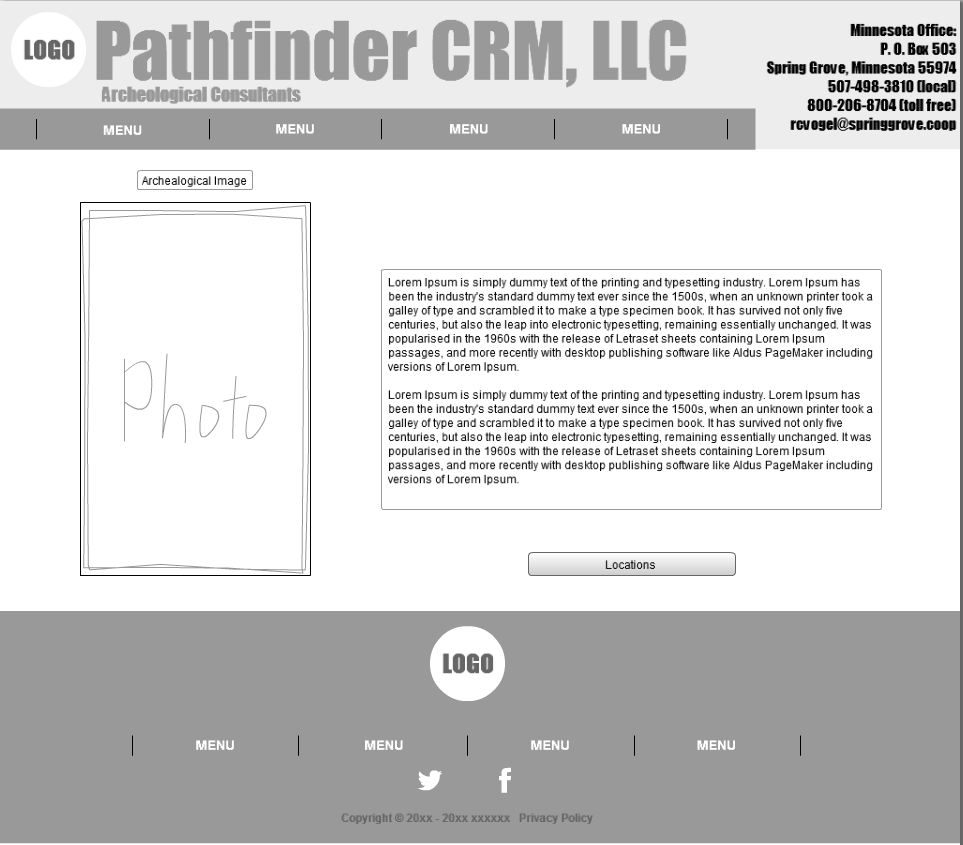 LOGO
Pathfinder CRM, LLC
Archeological Consultants
Minnesota Office:
P. O. Box 503
Spring Grove, Minnesota 55974
507-498-3810 (local)
800-206-8704 (toll free)
rcvogel@springgrove.coop
MENU MENU MENU MENU
Archealogical Image
Photo
Lorem Ipsum is simply dummy text of the printing and typesetting industry. Lorem Ipsum has
been the industry's standard dummy text ever since the 1500s, when an unknown printer took a
galley of type and scrambled it to make a type specimen book. It has survived not only five
centuries, but also the leap into electronic typesetting, remaining essentially unchanged. It was
popularised in the 1960s with the release of Letraset sheets containing Lorem Ipsum
passages, and more recently with desktop publishing software like Aldus PageMaker including
versions of Lorem Ipsum.
Lorem Ipsum is simply dummy text of the printing and typesetting industry. Lorem Ipsum has
been the industry's standard dummy text ever since the 1500s, when an unknown printer took a
galley of type and scrambled it to make a type specimen book. It has survived not only five
centuries, but also the leap into electronic typesetting, remaining essentially unchanged. It was
popularised in the 1960s with the release of Letraset sheets containing Lorem Ipsum
passages, and more recently with desktop publishing software like Aldus PageMaker including
versions of Lorem Ipsum.
Locations
LOGO
MENU MENU MENU MENU
Copyright © 20xx - 20xx xxxxxx Privacy Policy